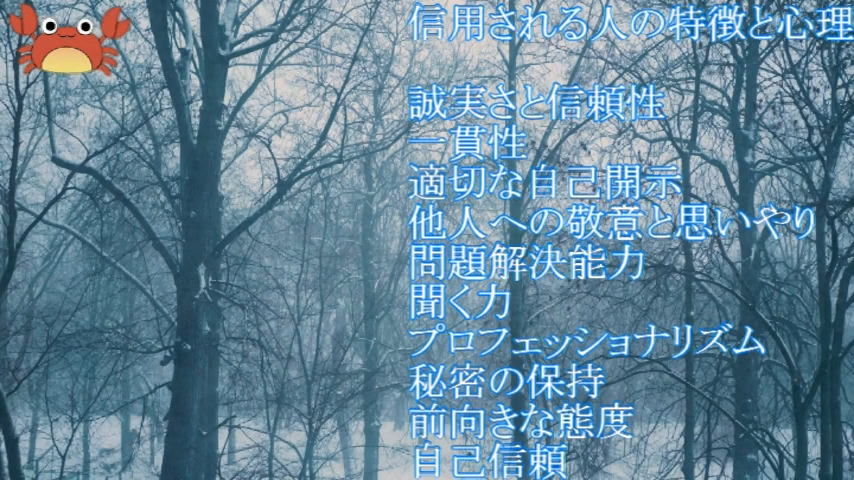 信用される人の特徴と心理
誠実さと信頼性
一貫性
適切な自己開示
他人への敬意と思いやり
問題解決能力
聞く力
プロフェッショナリズム
秘密の保持
前向きな態度
自己信頼